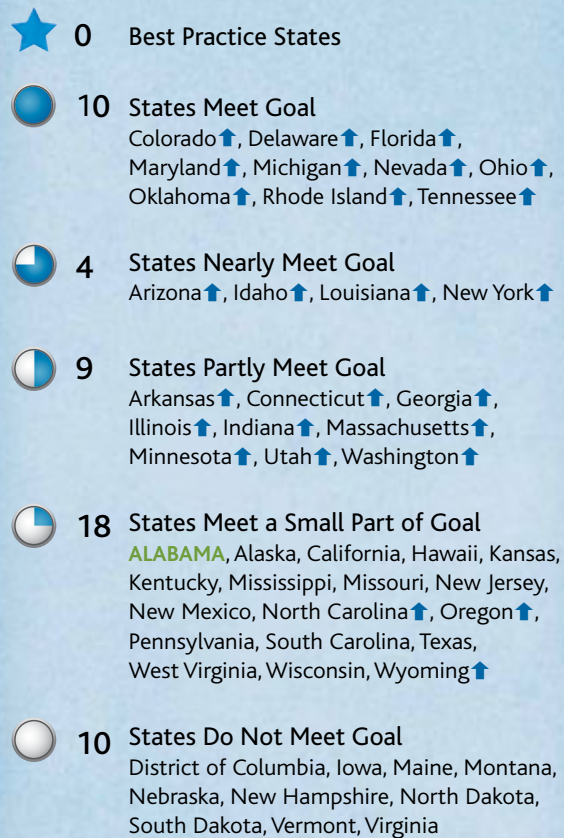 0 Best Practice States
10 States Meet Goal
Colorado⬆, Delaware⬆, Florida⬆,
Maryland⬆, Michigan⬆, Nevada⬆, Ohio⬆,
Oklahoma⬆, Rhode Island⬆, Tennessee⬆
4 States Nearly Meet Goal
Arizona⬆, Idaho⬆, Louisiana⬆, New York⬆
9 States Partly Meet Goal
Arkansas⬆, Connecticut⬆, Georgia⬆,
Illinois⬆, Indiana⬆, Massachusetts⬆,
Minnesota⬆, Utah⬆, Washington⬆
18 States Meet a Small Part of Goal
ALABAMA, Alaska, California, Hawaii, Kansas,
Kentucky, Mississippi, Missouri, New Jersey,
New Mexico, North Carolina⬆, Oregon⬆,
Pennsylvania, South Carolina, Texas,
West Virginia, Wisconsin, Wyoming⬆
10 States Do Not Meet Goal
District of Columbia, Iowa, Maine, Montana,
Nebraska, New Hampshire, North Dakota,
South Dakota, Vermont, Virginia